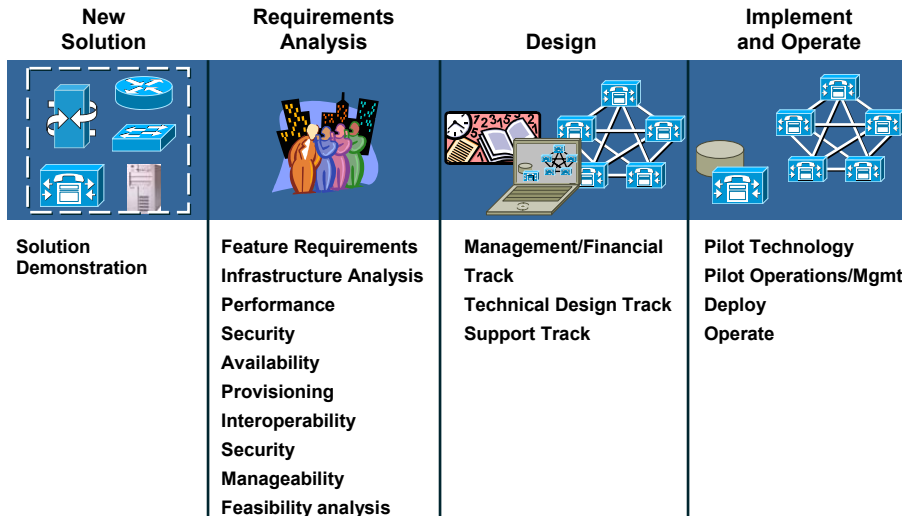 New
Solution
Requirements
Analysis
Design
Implement
and Operate
Solution
Demonstration
Feature Requirements
Infrastructure Analysis
Performance
Security
Availability
Provisioning
Interoperability
Security
Manageability
Feasibility analysis
Management/Financial
Track
Technical Design Track
Support Track
Pilot Technology
Pilot Operations/Mgmt
Deploy
Operate